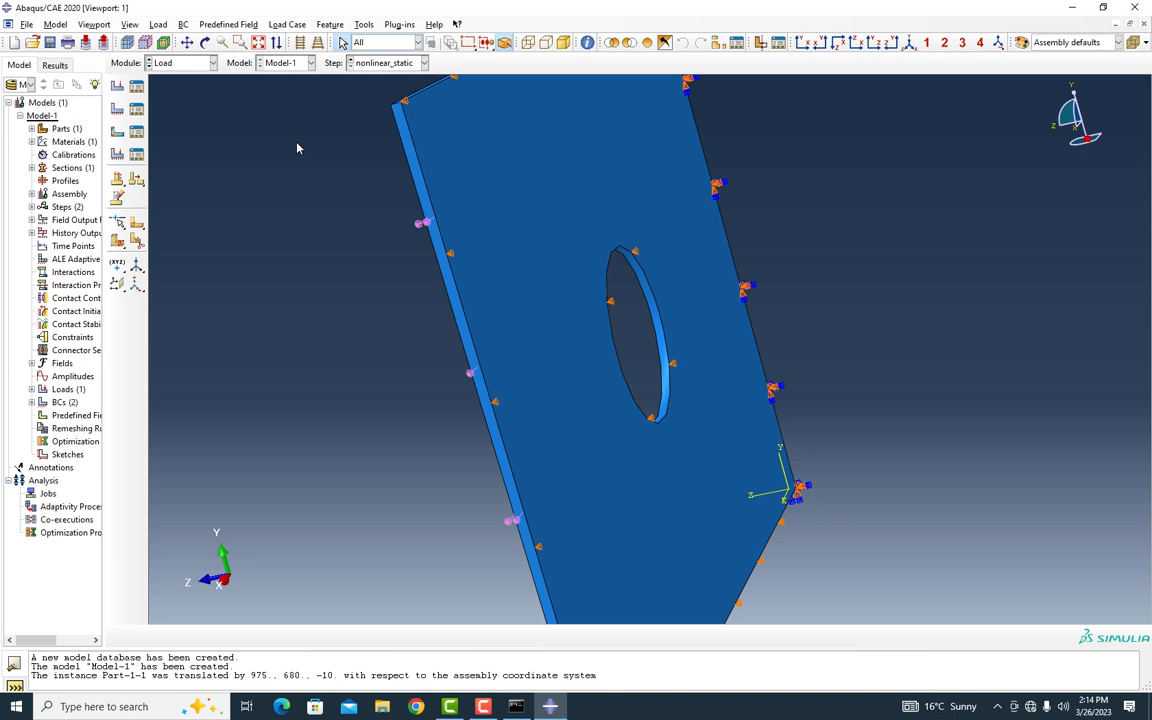 Abaqus/CAE 2020 [Viewport: 1]
File Model Viewport View Load BC Predefined Field Load Case Feature Tools Plug-ins Help
All 1 2 3 4 Assembly defaults
Model Results Module: Load Model: Model-1 Step: nonlinear_static
M
Models (1)
Model-1
Parts (1)
Materials (1)
Calibrations
Sections (1)
Profiles
Assembly
Steps (2)
Field Output F
History Outpu
Time Points
ALE Adaptive
Interactions
Interaction Pr
Contact Cont
Contact Initia
Contact Stabi
Constraints
Connector Se
Fields
Amplitudes
Loads (1)
BCs (2)
Predefined Fie
Remeshing Ru
Optimization
Sketches
Annotations
Analysis
Jobs
Adaptivity Proce
Co-executions
Optimization Pro
(XYZ)
Y
Z
X
Y
Z
Y
Z
X
SIMULIA
A new model database has been created.
The model "Model-1" has been created.
The instance Part-1-1 was translated by 975., 680., -10. with respect to the assembly coordinate system
Type here to search
16°C Sunny
2:14 PM
3/26/2023